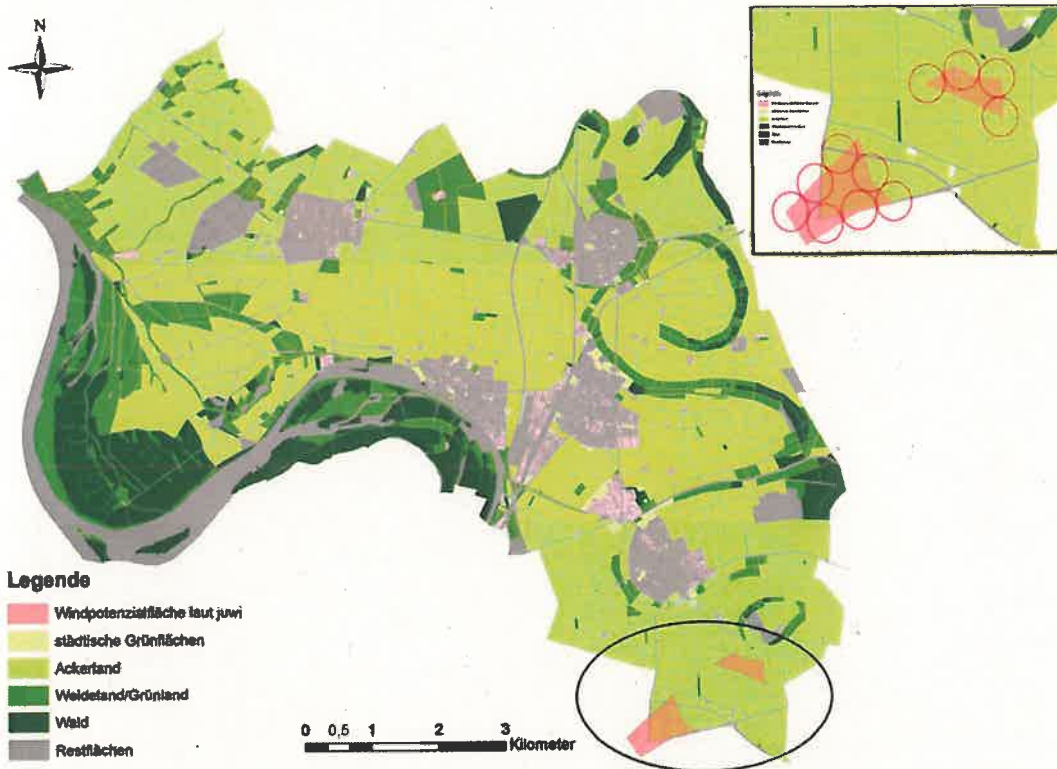 N
Legende
Windpotenzialfläche laut juwi
städtische Grünflächen
Ackerland
Weideland/Grünland
Wald
Restflächen
0 0,5 1 2 3
Kilometer